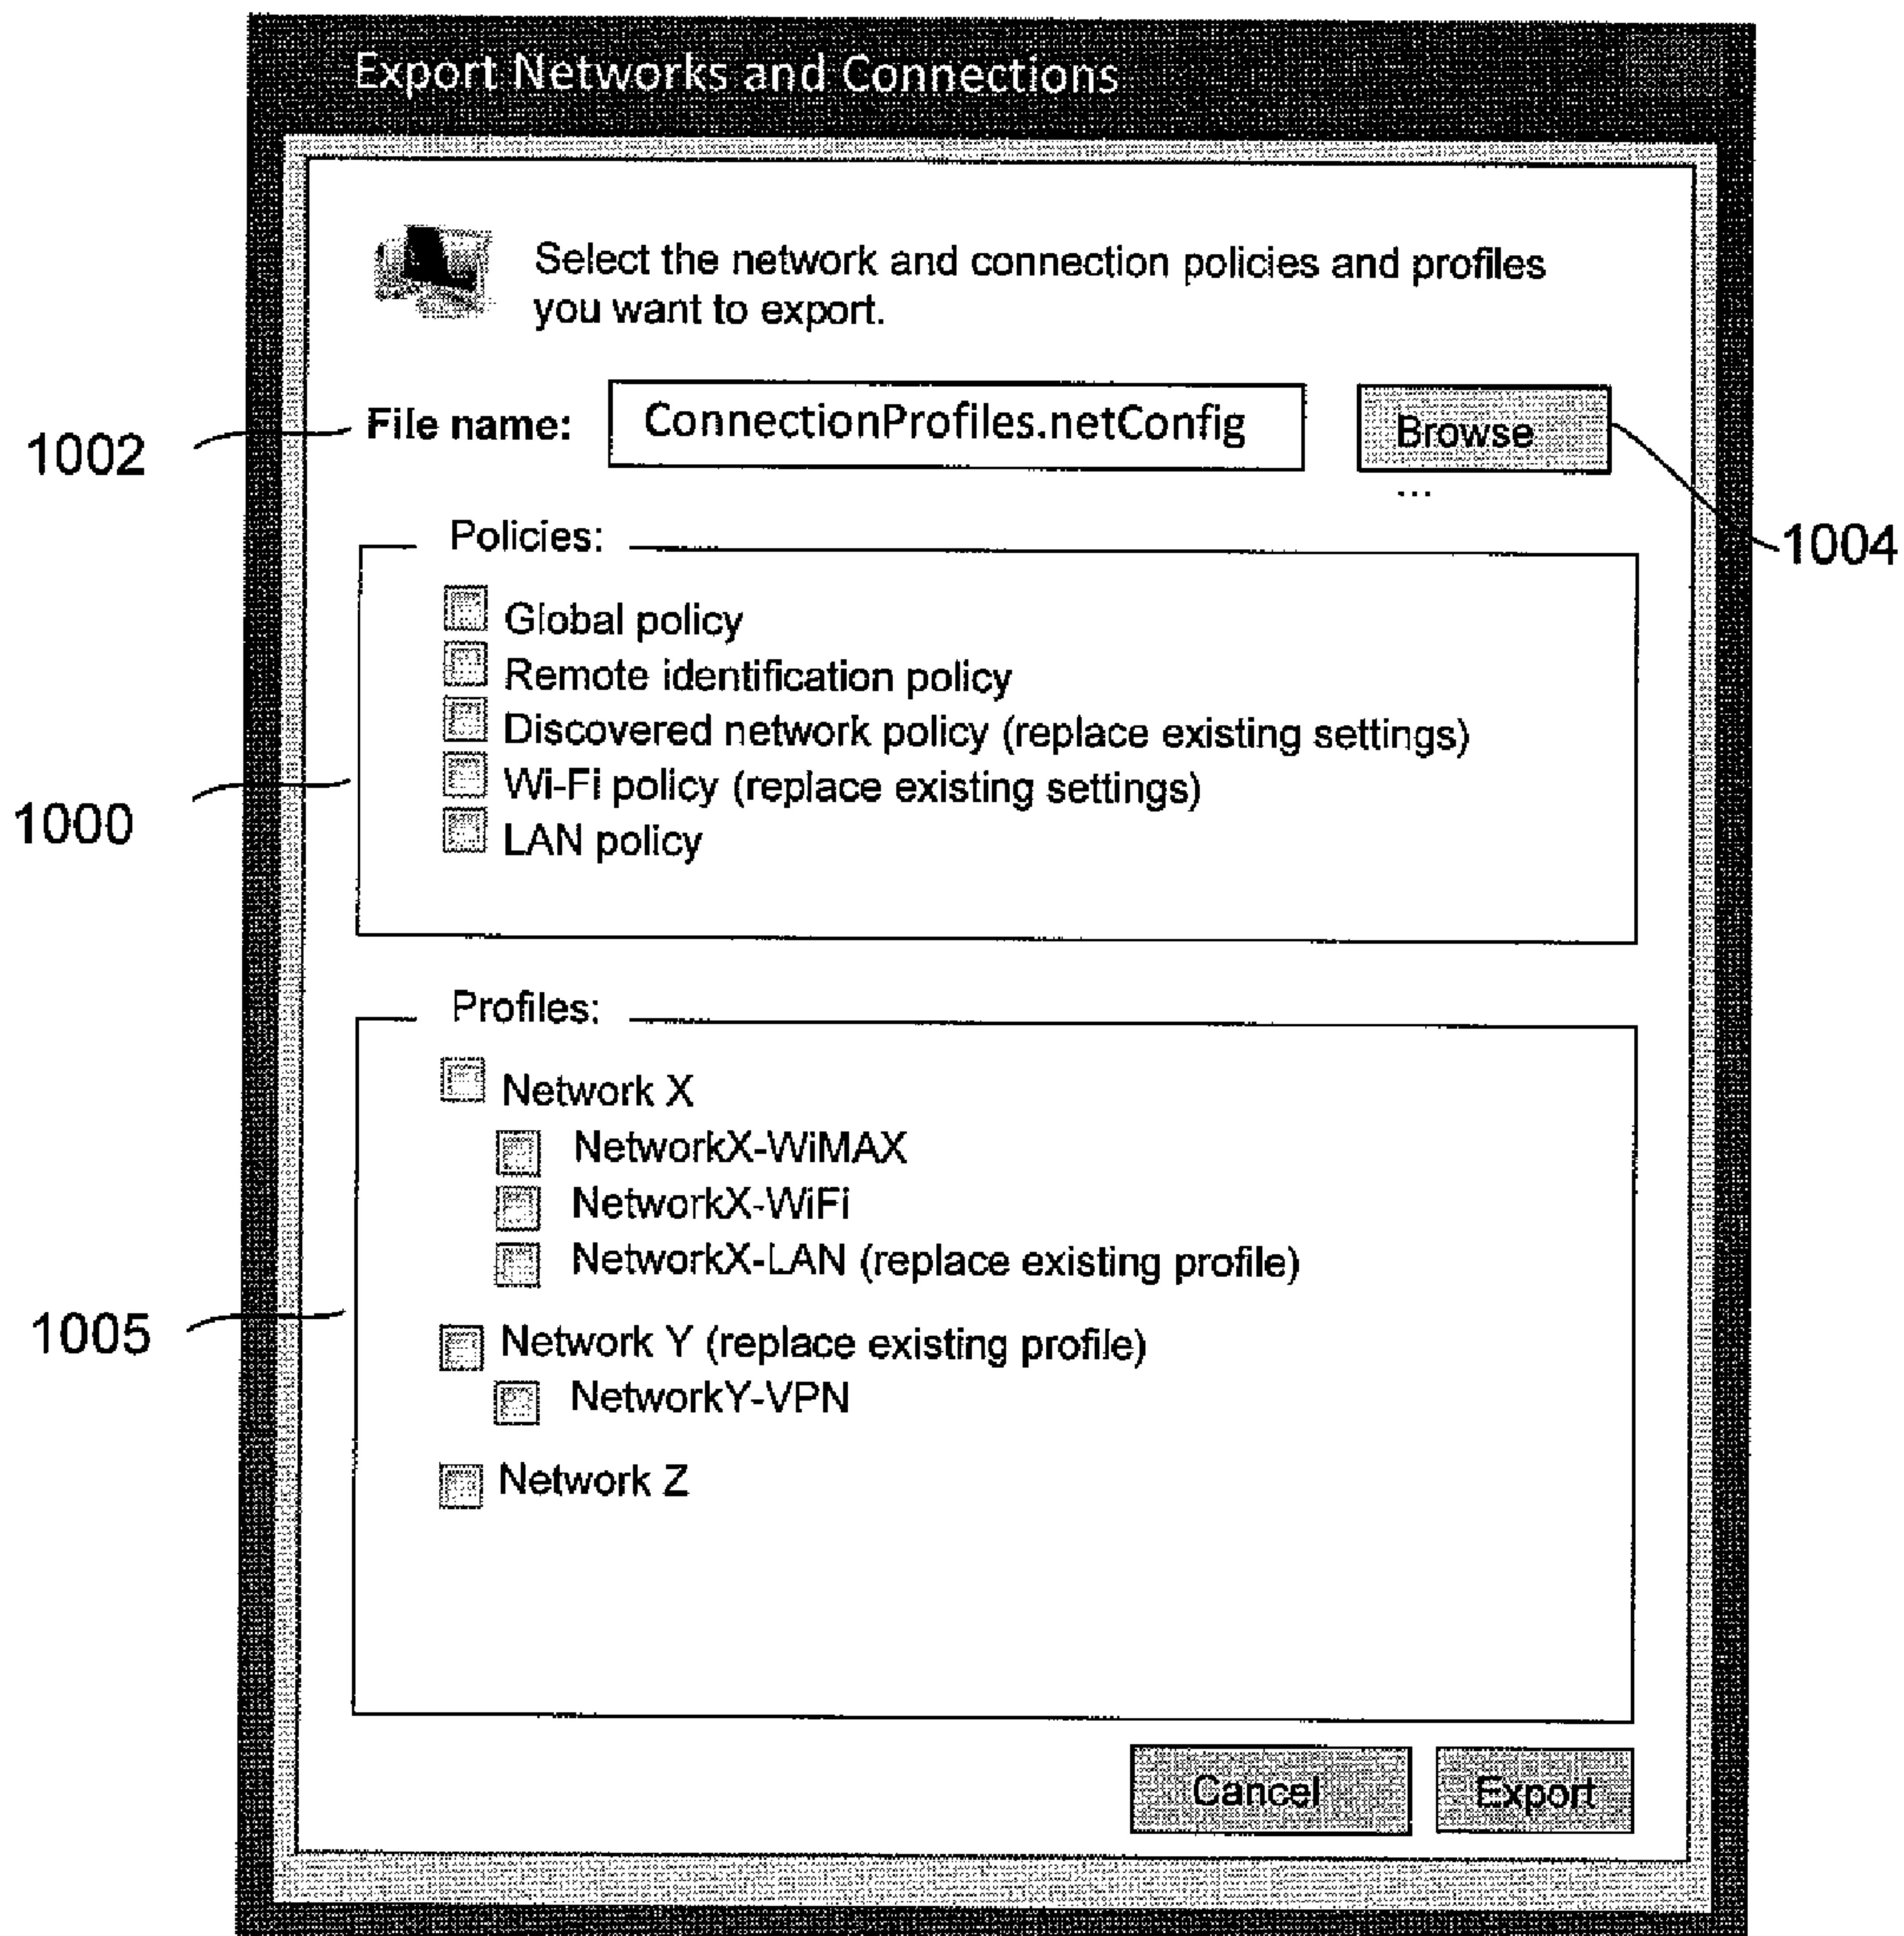 Export Networks and Connections
Select the network and connection policies and profiles
you want to export.
1002
File name:
ConnectionProfiles.netConfig
Browse
...
1004
Policies:
Global policy
Remote identification policy
Discovered network policy (replace existing settings)
Wi-Fi policy (replace existing settings)
LAN policy
1000
Profiles:
Network X
NetworkX-WiMAX
NetworkX-WiFi
NetworkX-LAN (replace existing profile)
1005
Network Y (replace existing profile)
NetworkY-VPN
Network Z
Cancel
Export